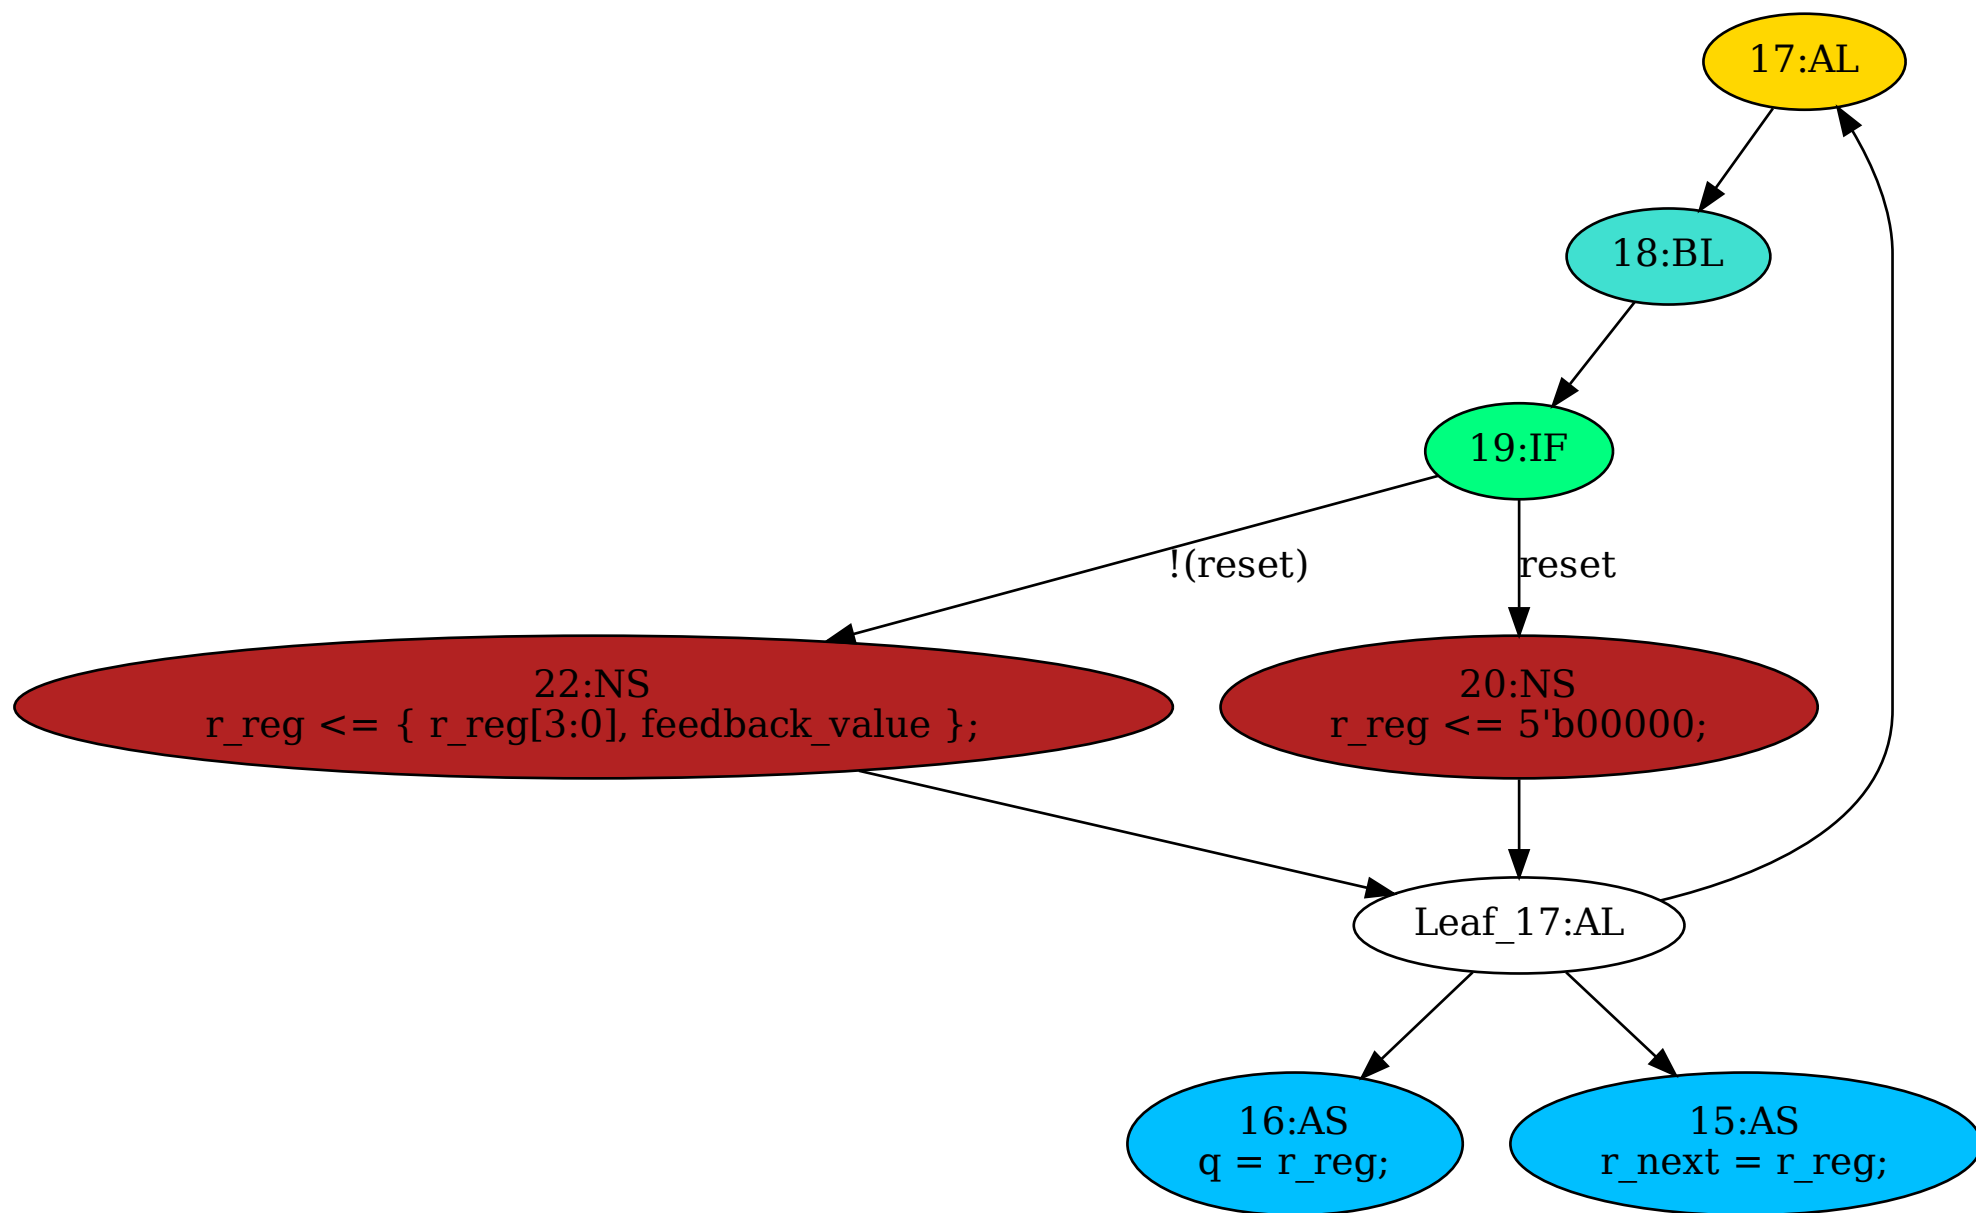 17:AL
18:BL
19:IF
!(reset)
reset
22:NS
r_reg <= { r_reg[3:0], feedback_value };
20:NS
r_reg <= 5'b00000;
Leaf_17:AL
16:AS
q = r_reg;
15:AS
r_next = r_reg;